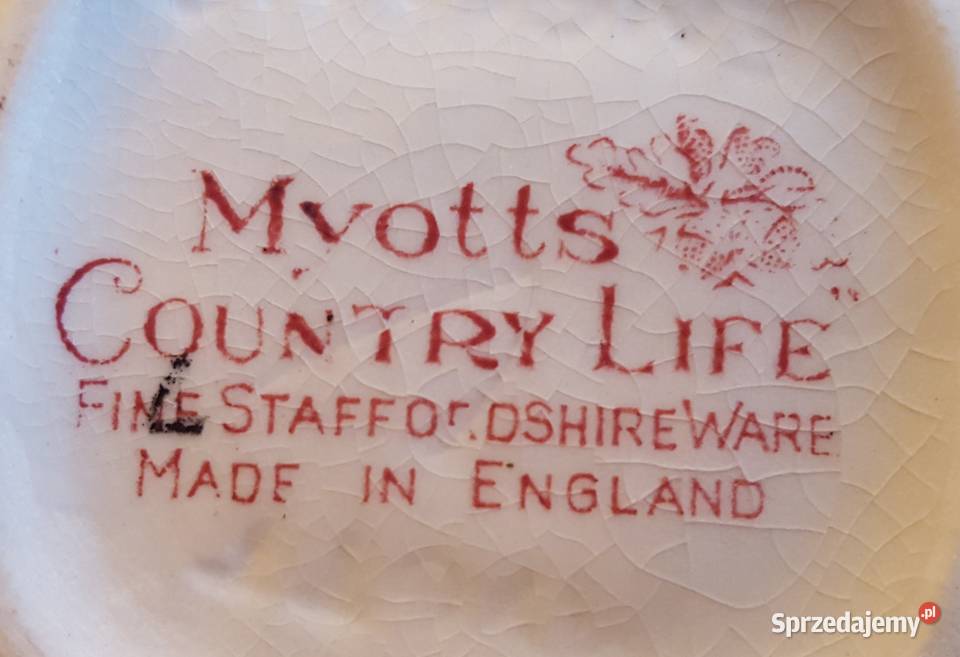 Myotts
COUNTRY LIFE"
FINE STAFFORDSHIRE WARE
MADE IN ENGLAND
Sprzedajemy.pl